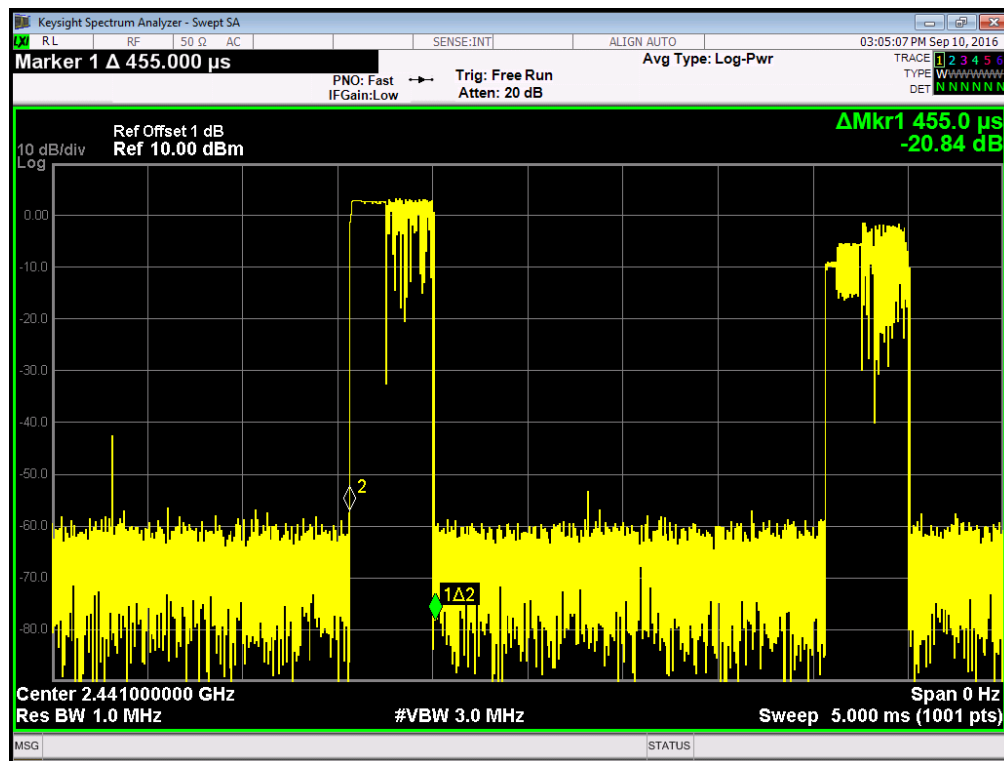 Keysight Spectrum Analyzer - Swept SA
LXI RL RF 50 Ω AC SENSE:INT ALIGN AUTO 03:05:07 PM Sep 10, 2016
Marker 1 Δ 455.000 µs
PNO: Fast
IFGain:Low
Trig: Free Run
Atten: 20 dB
Avg Type: Log-Pwr
TRACE 1 2 3 4 5 6
TYPE WWWWWW
DET N N N N N N
ΔMkr1 455.0 µs
-20.84 dB
Ref Offset 1 dB
10 dB/div Ref 10.00 dBm
Log
0.00
-10.0
-20.0
-30.0
-40.0
-50.0
2
-60.0
-70.0
1Δ2
-80.0
Center 2.441000000 GHz Span 0 Hz
Res BW 1.0 MHz #VBW 3.0 MHz Sweep 5.000 ms (1001 pts)
MSG STATUS